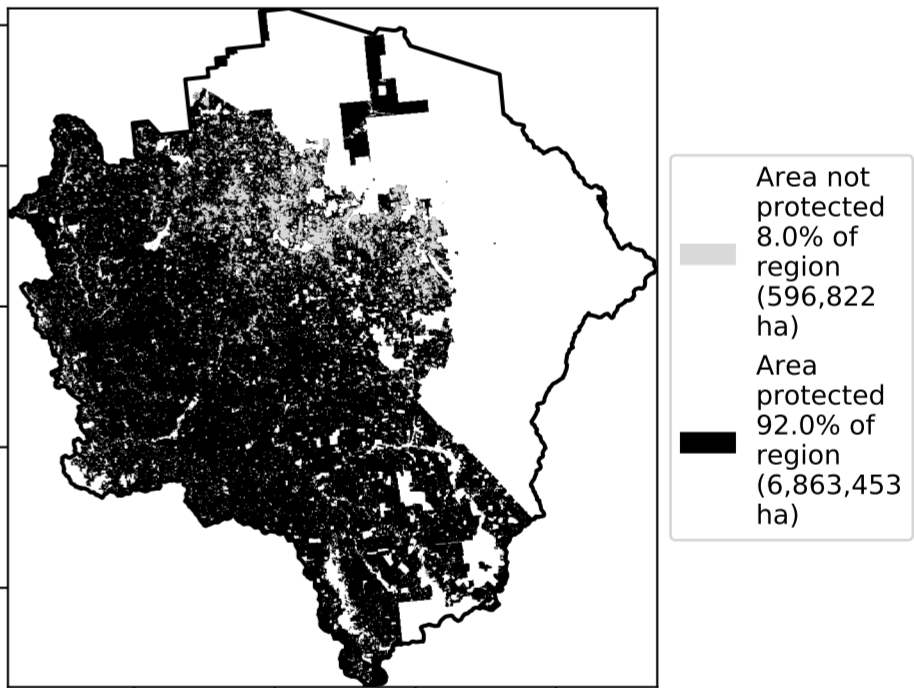 Area not
protected
8.0% of
region
(596,822
ha)
Area
protected
92.0% of
region
(6,863,453
ha)